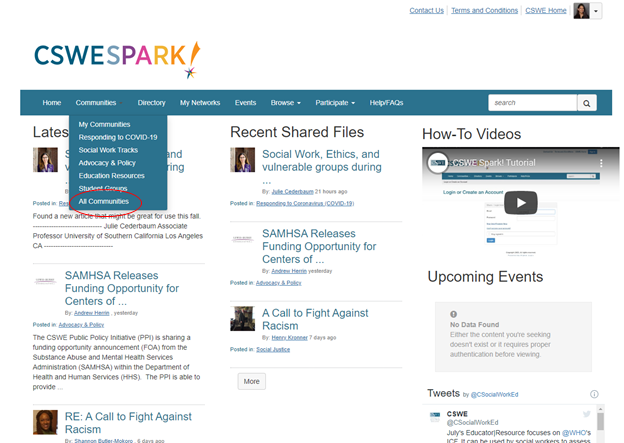 Contact Us | Terms and Conditions | CSWE Home
CSWESPARK!
Home Communities Directory My Networks Events Browse Participate Help/FAQs search
My Communities
Responding to COVID-19
Social Work Tracks
Advocacy & Policy
Education Resources
Student Groups
All Communities
Posted in:
Found a new article that might be great for use this fall.
------------------------------ Julie Cederbaum Associate
Professor University of Southern California Los Angeles
CA ------------------------------
SAMHSA Releases
Funding Opportunity for
Centers of ...
By: Andrew Herrin , yesterday
Posted in: Advocacy & Policy
The CSWE Public Policy Initiative (PPI) is sharing a
funding opportunity announcement (FOA) from the
Substance Abuse and Mental Health Services
Administration (SAMHSA) within the Department of
Health and Human Services (HHS). The PPI is able to
provide ...
RE: A Call to Fight Against
Racism
By: Shannon Butler-Mokoro , 6 days ago
Recent Shared Files
Social Work, Ethics, and
vulnerable groups during
...
By: Julie Cederbaum 21 hours ago
Posted in: Responding to Coronavirus (COVID-19)
SAMHSA Releases
Funding Opportunity for
Centers of ...
By: Andrew Herrin yesterday
Posted in: Advocacy & Policy
A Call to Fight Against
Racism
By: Henry Kronner 7 days ago
Posted in: Social Justice
More
How-To Videos
CSWE Spark! Tutorial
Login or Create an Account
Upcoming Events
No Data Found
Either the content you're seeking
doesn't exist or it requires proper
authentication before viewing.
Tweets by @CSocialWorkEd
CSWE
@CSocialWorkEd
July's Educator|Resource focuses on @WHO's
ICF. It can be used by social workers to assess